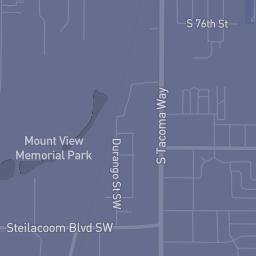 S 76th St
S Tacoma Way
Mount View
Memorial Park
Durango St SW
Steilacoom Blvd SW